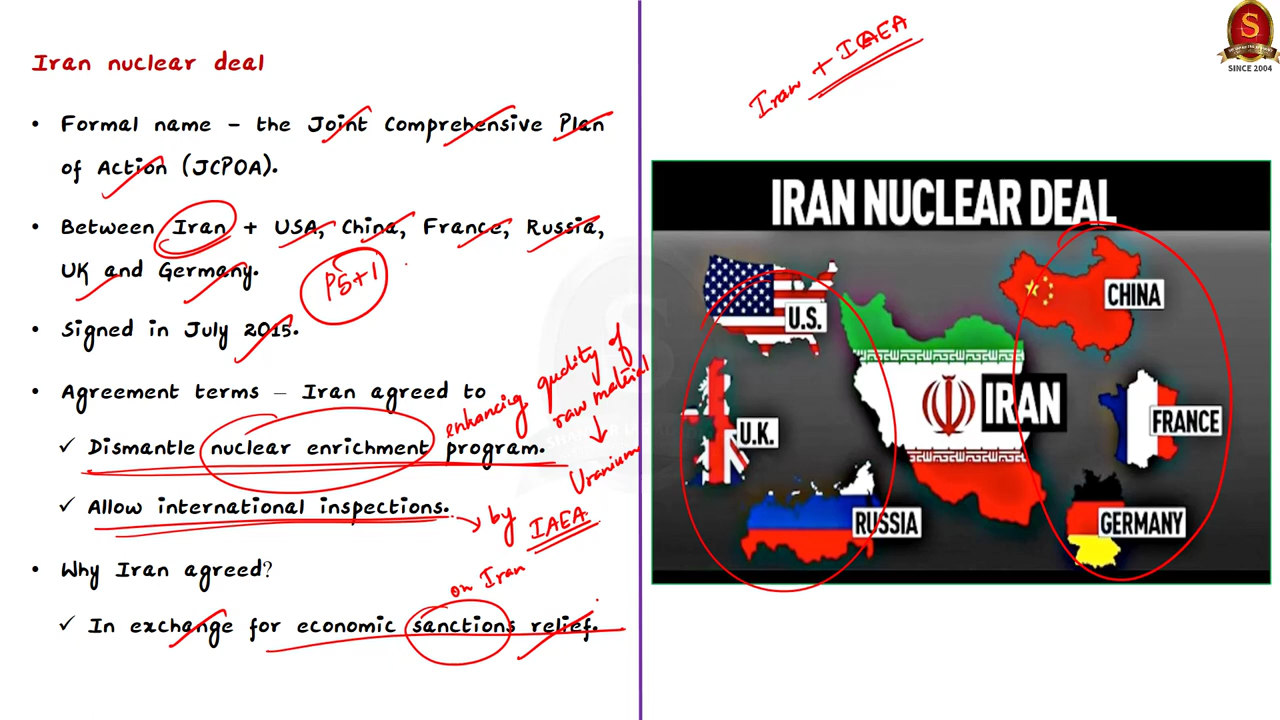 Iran nuclear deal
• Formal name – the Joint Comprehensive Plan
of Action (JCPOA).
• Between Iran + USA, China, France, Russia,
UK and Germany.
P5+1
• Signed in July 2015.
• Agreement terms – Iran agreed to
✓ Dismantle nuclear enrichment program.
enhancing quality of
raw material
↓
Uranium
✓ Allow international inspections.
→ by IAEA
• Why Iran agreed?
on Iran
✓ In exchange for economic sanctions relief.
Iran + IAEA
S
SINCE 2004
IRAN NUCLEAR DEAL
U.S.
CHINA
IRAN
U.K.
FRANCE
RUSSIA
GERMANY